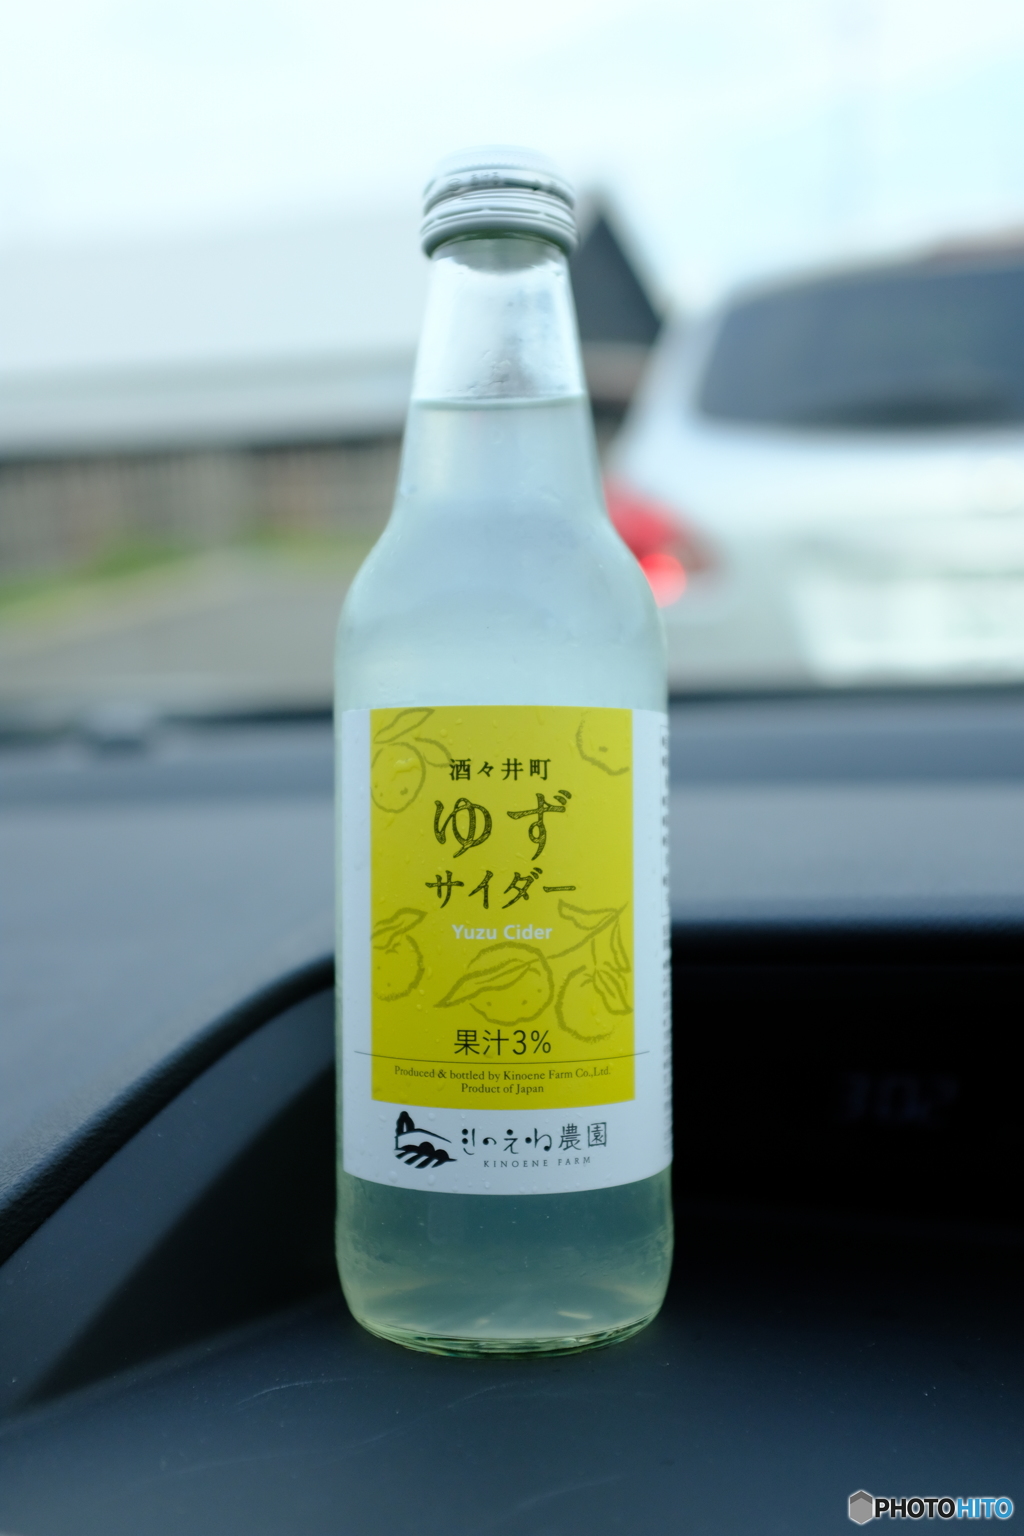 酒々井町
ゆず
サイダー
Yuzu Cider
果汁3%
Produced & bottled by Kinoene Farm Co.,Ltd.
Product of Japan
きのえね農園
KINOENE FARM
PHOTOHITO